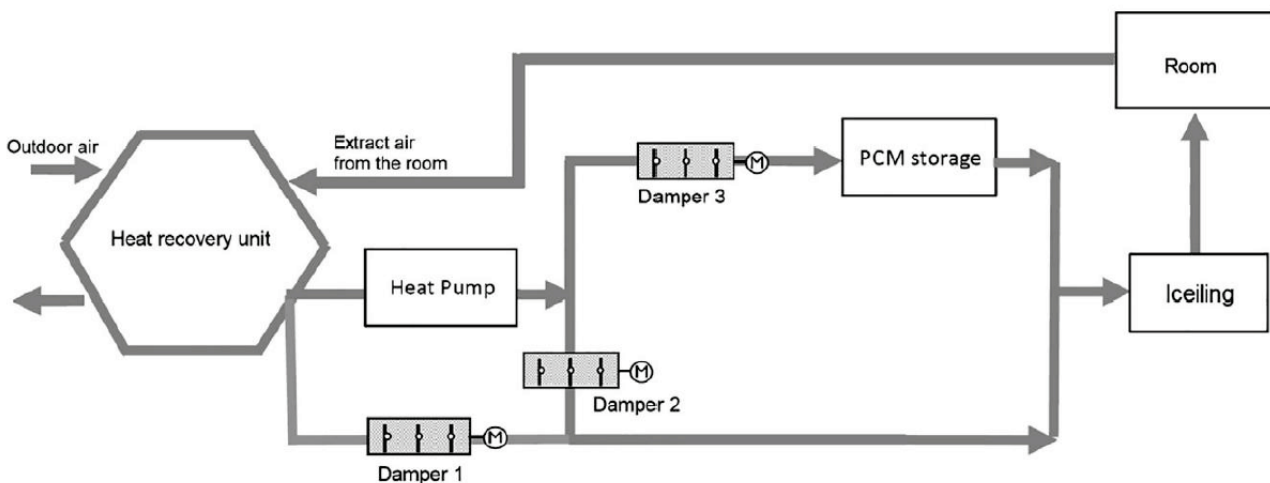 Room
Outdoor air
Extract air
from the room
PCM storage
M
Damper 3
Heat recovery unit
Heat Pump
Iceiling
M
Damper 2
M
Damper 1